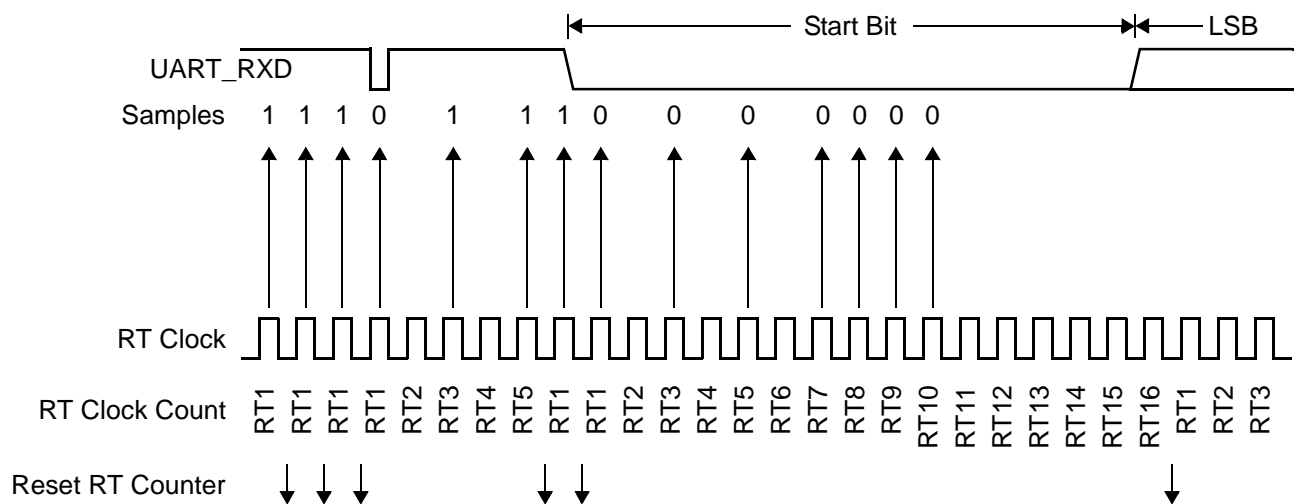 Start Bit LSB
UART_RXD
Samples 1 1 1 0 1 1 1 0 0 0 0 0 0 0
RT Clock
RT Clock Count RT1 RT1 RT1 RT1 RT2 RT3 RT4 RT5 RT1 RT1 RT2 RT3 RT4 RT5 RT6 RT7 RT8 RT9 RT10 RT11 RT12 RT13 RT14 RT15 RT16 RT1 RT2 RT3
Reset RT Counter